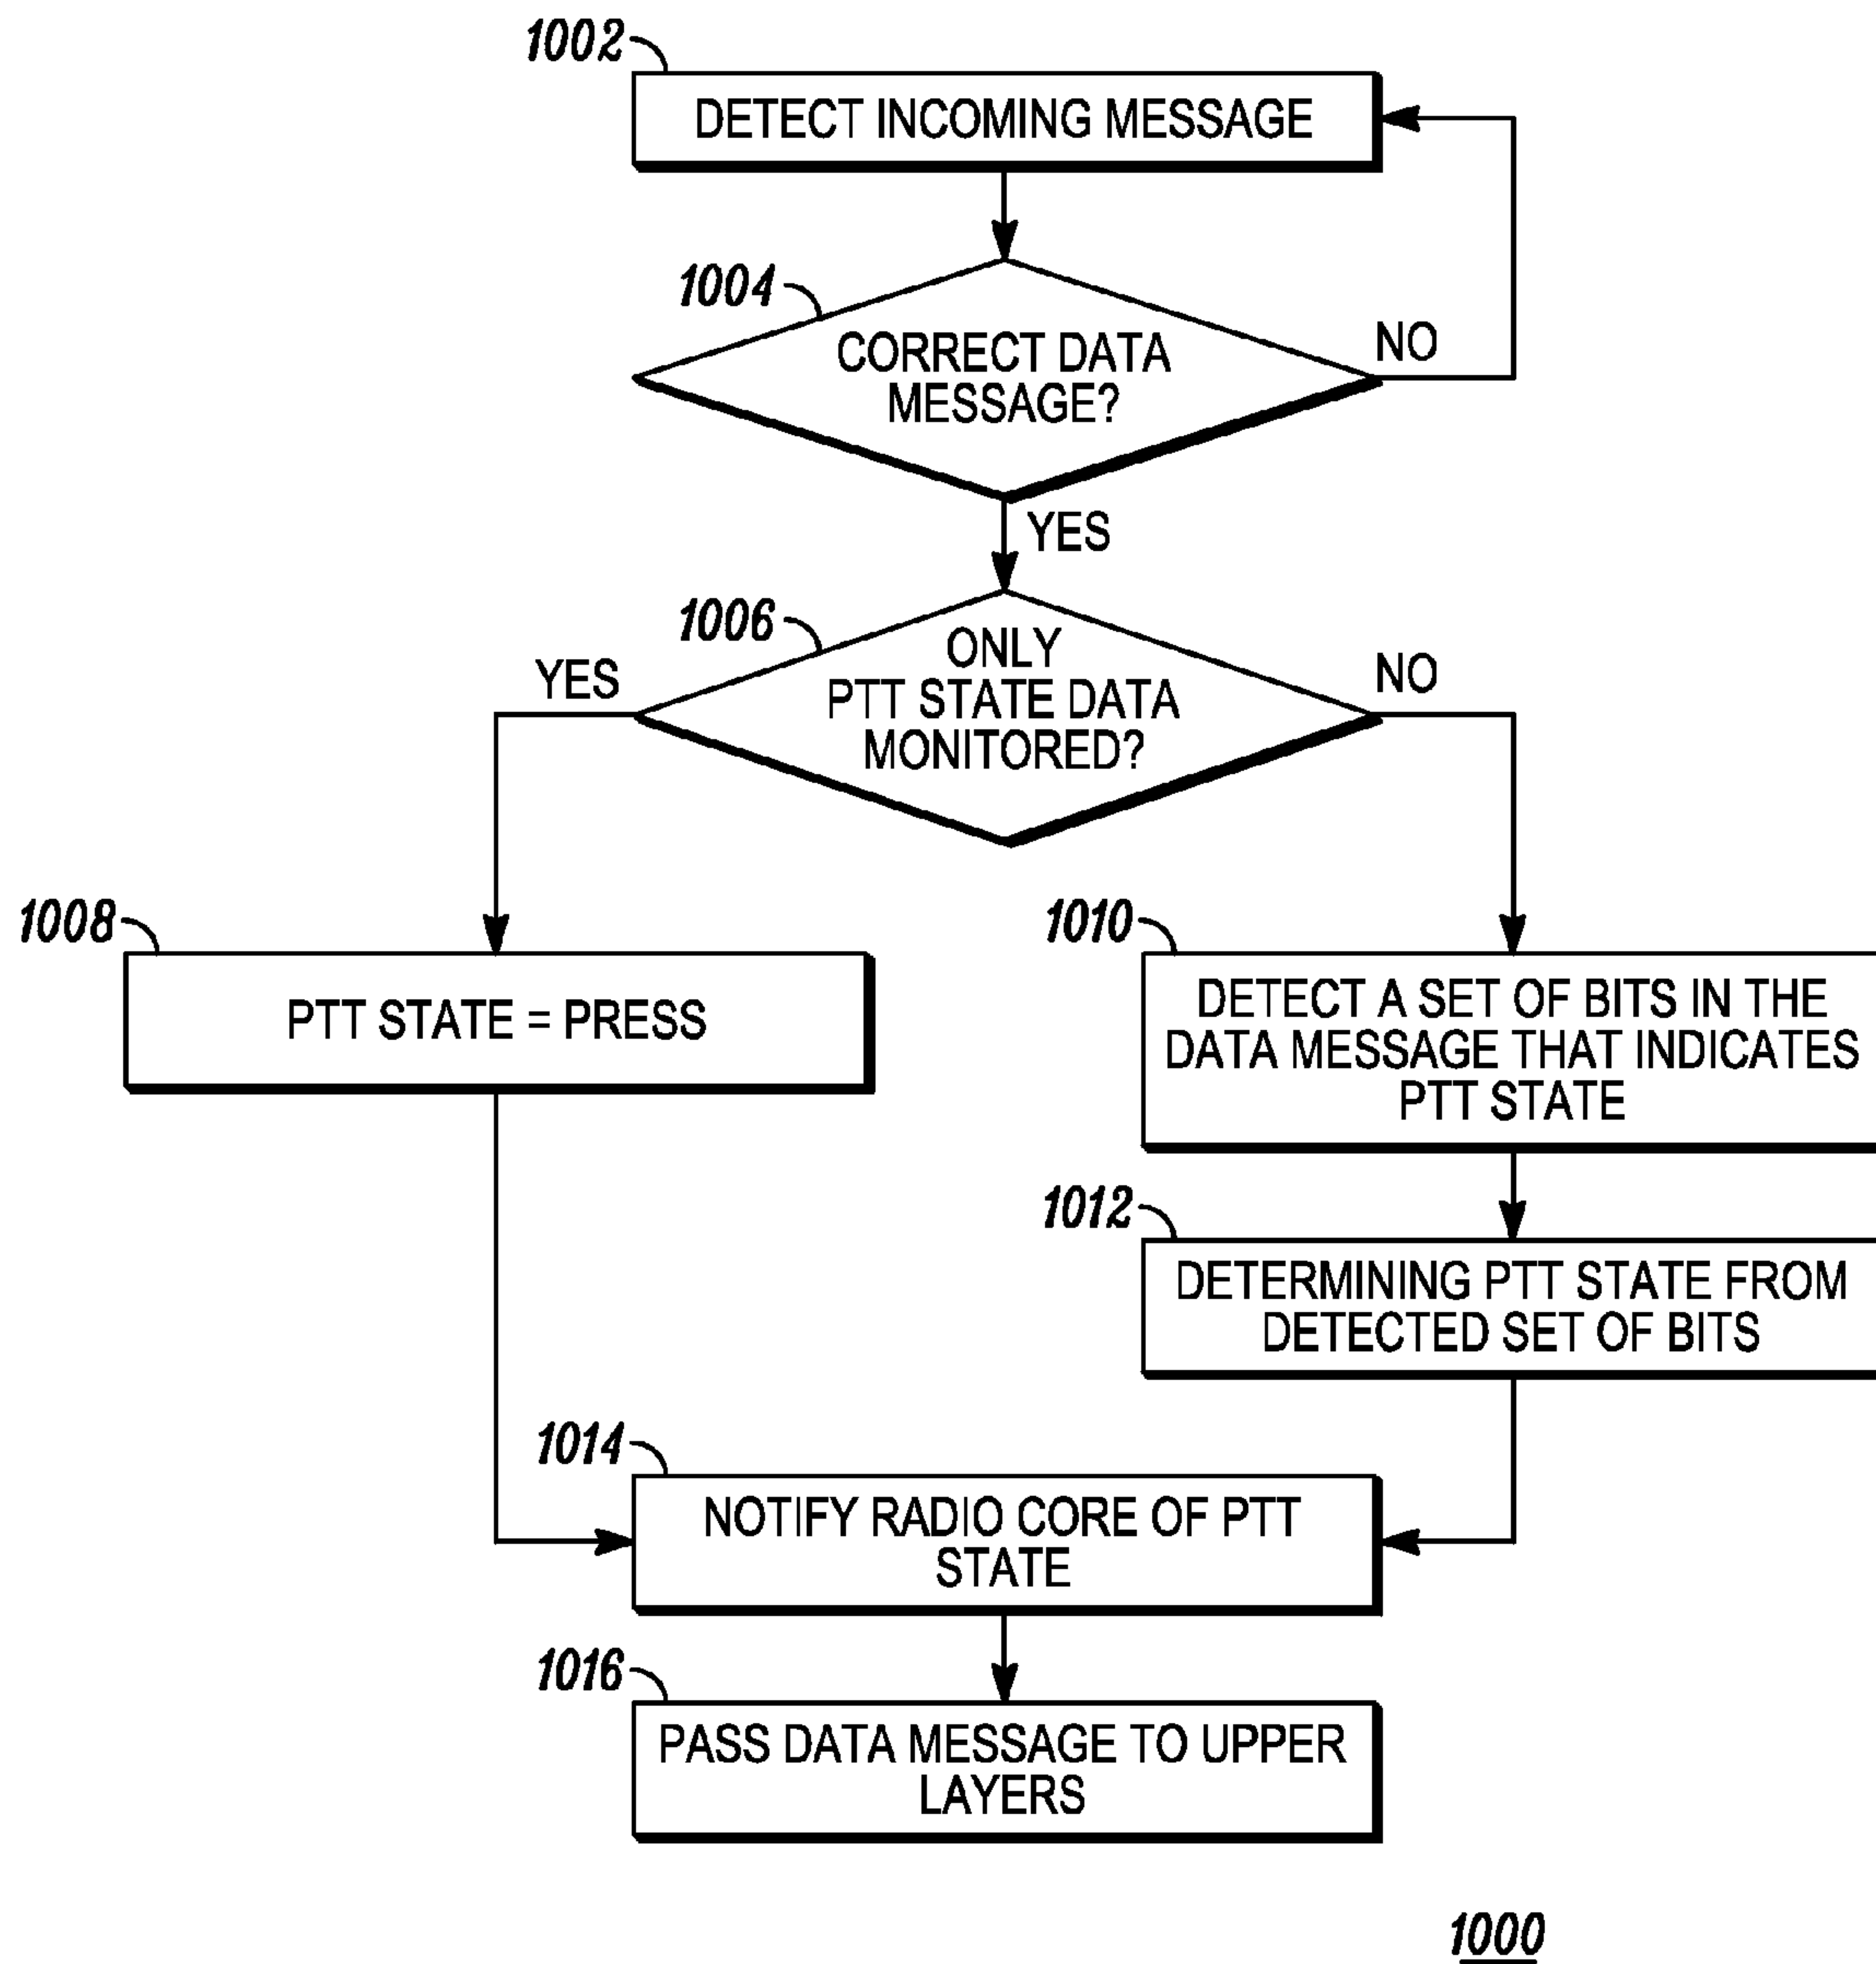 1002
DETECT INCOMING MESSAGE
1004
CORRECT DATA
MESSAGE?
NO
YES
1006
ONLY
PTT STATE DATA
MONITORED?
YES
NO
1008
PTT STATE = PRESS
1010
DETECT A SET OF BITS IN THE
DATA MESSAGE THAT INDICATES
PTT STATE
1012
DETERMINING PTT STATE FROM
DETECTED SET OF BITS
1014
NOTIFY RADIO CORE OF PTT
STATE
1016
PASS DATA MESSAGE TO UPPER
LAYERS
1000